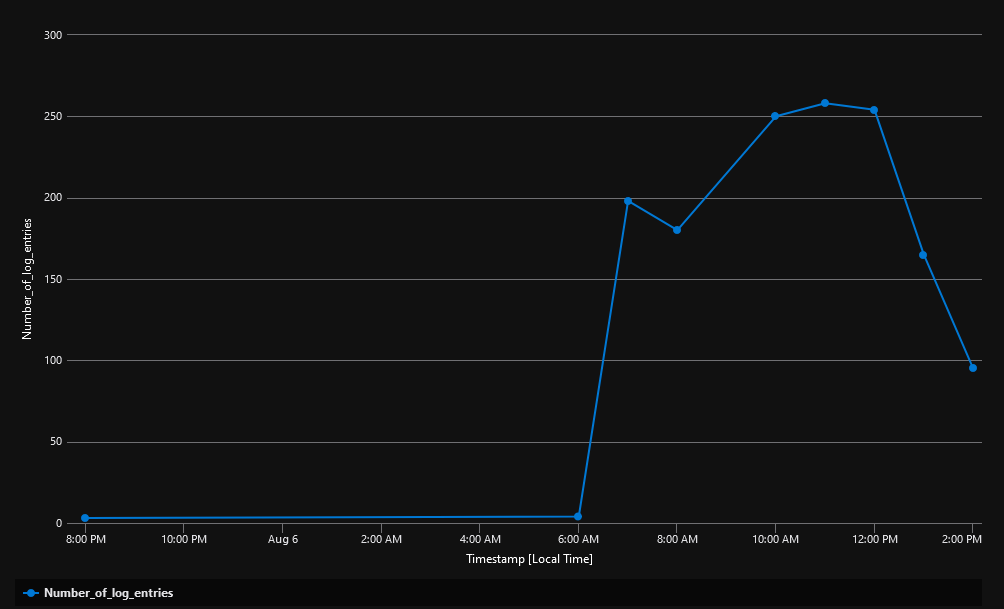 300
250
200
150
100
50
0
Number_of_log_entries
8:00 PM 10:00 PM Aug 6 2:00 AM 4:00 AM 6:00 AM 8:00 AM 10:00 AM 12:00 PM 2:00 PM
Timestamp [Local Time]
Number_of_log_entries